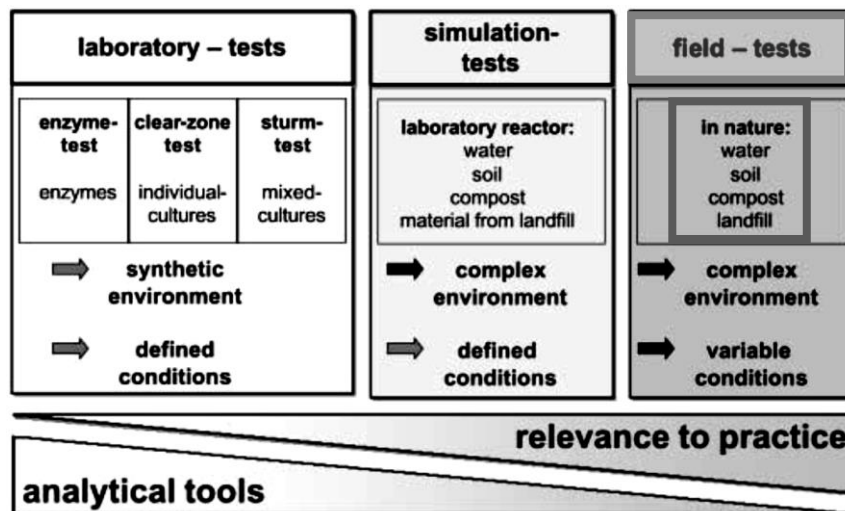 laboratory – tests
enzyme-
test
enzymes
clear-zone
test
individual-
cultures
sturm-
test
mixed-
cultures
synthetic
environment
defined
conditions
simulation-
tests
laboratory reactor:
water
soil
compost
material from landfill
complex
environment
defined
conditions
field – tests
in nature:
water
soil
compost
landfill
complex
environment
variable
conditions
relevance to practice
analytical tools